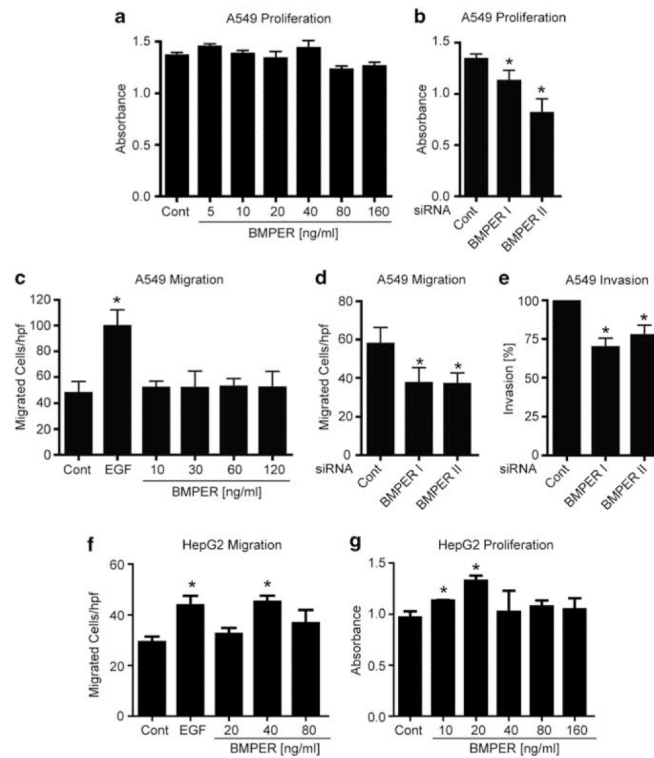 a
A549 Proliferation
Absorbance
1.5
1.0
0.5
0.0
Cont 5 10 20 40 80 160
BMPER [ng/ml]
b
A549 Proliferation
Absorbance
1.5
* *
1.0
0.5
0.0
siRNA
Cont
BMPER I
BMPER II
c
A549 Migration
Migrated Cells/hpf
120
*
100
80
60
40
20
0
Cont EGF 10 30 60 120
BMPER [ng/ml]
d
A549 Migration
Migrated Cells/hpf
80
60
* *
40
20
0
siRNA
Cont
BMPER I
BMPER II
e
A549 Invasion
Invasion [%]
100
* *
75
50
25
0
siRNA
Cont
BMPER I
BMPER II
f
HepG2 Migration
Migrated Cells/hpf
60
* *
40
20
0
Cont EGF 20 40 80
BMPER [ng/ml]
g
HepG2 Proliferation
Absorbance
1.5
* *
1.0
0.5
0.0
Cont 10 20 40 80 160
BMPER [ng/ml]